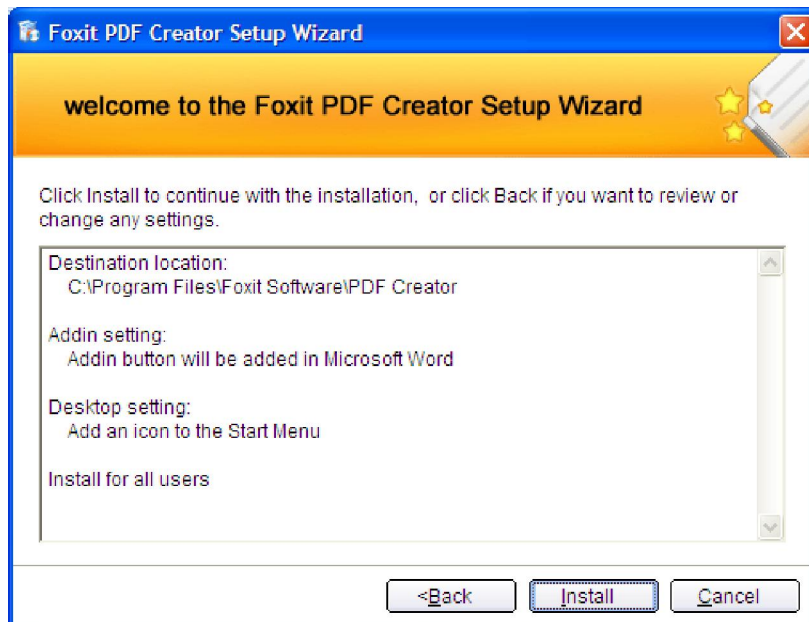 Foxit PDF Creator Setup Wizard
welcome to the Foxit PDF Creator Setup Wizard
Click Install to continue with the installation, or click Back if you want to review or
change any settings.
Destination location:
C:\Program Files\Foxit Software\PDF Creator
Addin setting:
Addin button will be added in Microsoft Word
Desktop setting:
Add an icon to the Start Menu
Install for all users
<Back Install Cancel